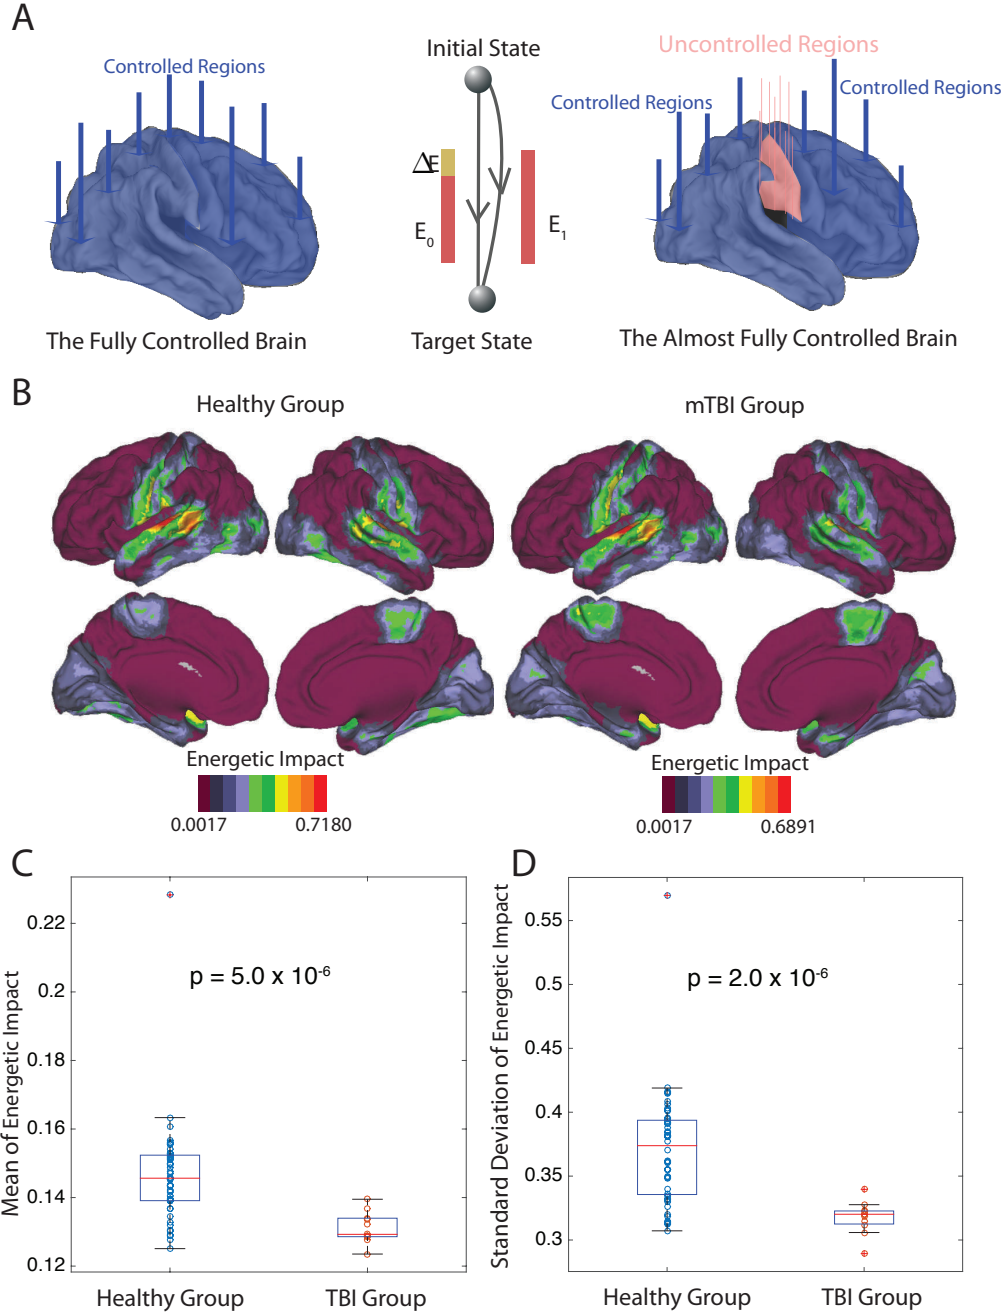 A
Controlled Regions
The Fully Controlled Brain
Initial State
ΔE
E0
E1
Target State
Uncontrolled Regions
Controlled Regions
Controlled Regions
The Almost Fully Controlled Brain
B
Healthy Group
mTBI Group
Energetic Impact
0.0017 0.7180
Energetic Impact
0.0017 0.6891
C
Mean of Energetic Impact
0.22
0.2
0.18
0.16
0.14
0.12
p = 5.0 x 10-6
Healthy Group
TBI Group
D
Standard Deviation of Energetic Impact
0.55
0.5
0.45
0.4
0.35
0.3
p = 2.0 x 10-6
Healthy Group
TBI Group